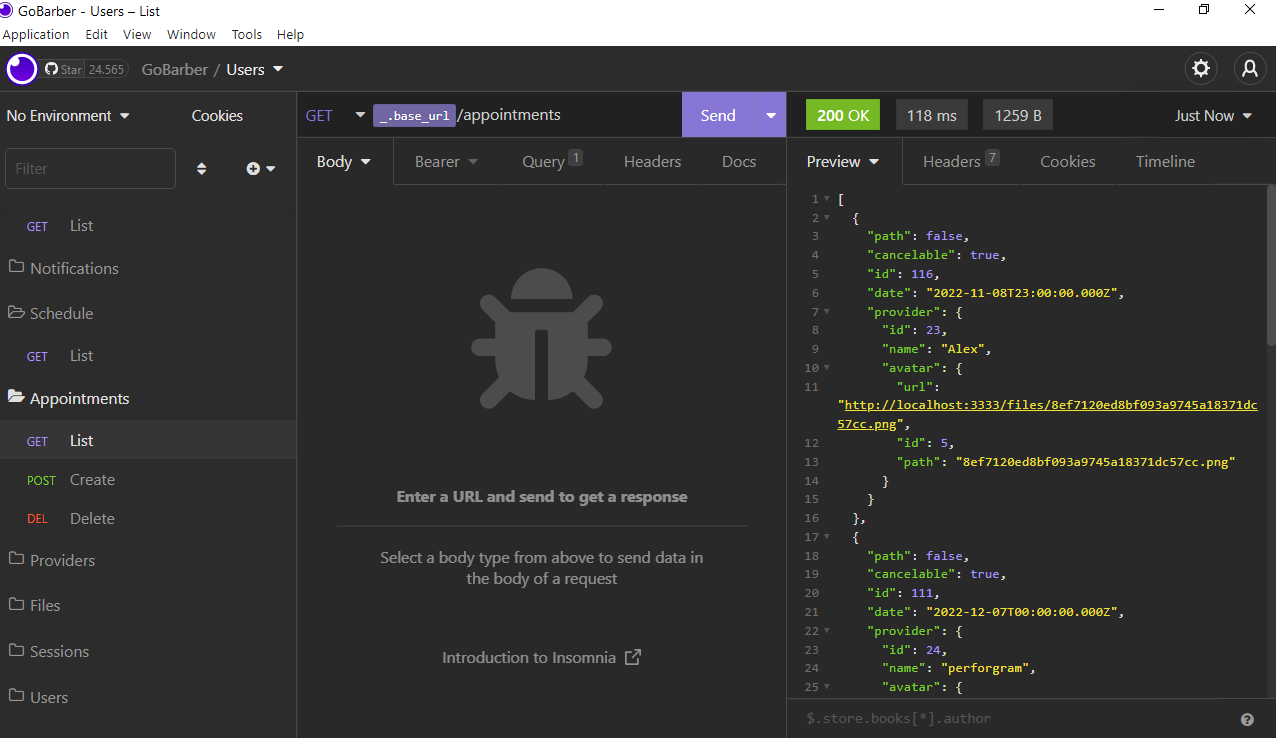 GoBarber - Users – List
Application Edit View Window Tools Help
Star 24.565 GoBarber / Users
No Environment Cookies
Filter
GET List
Notifications
Schedule
GET List
Appointments
GET List
POST Create
DEL Delete
Providers
Files
Sessions
Users
GET _.base_url /appointments Send
Body Bearer Query 1 Headers Docs
Enter a URL and send to get a response
Select a body type from above to send data in
the body of a request
Introduction to Insomnia
200 OK 118 ms 1259 B Just Now
Preview Headers 7 Cookies Timeline
1 [
2 {
3 "path": false,
4 "cancelable": true,
5 "id": 116,
6 "date": "2022-11-08T23:00:00.000Z",
7 "provider": {
8 "id": 23,
9 "name": "Alex",
10 "avatar": {
11 "url":
"http://localhost:3333/files/8ef7120ed8bf093a9745a18371dc
57cc.png",
12 "id": 5,
13 "path": "8ef7120ed8bf093a9745a18371dc57cc.png"
14 }
15 }
16 },
17 {
18 "path": false,
19 "cancelable": true,
20 "id": 111,
21 "date": "2022-12-07T00:00:00.000Z",
22 "provider": {
23 "id": 24,
24 "name": "perforgram",
25 "avatar": {
$.store.books[*].author